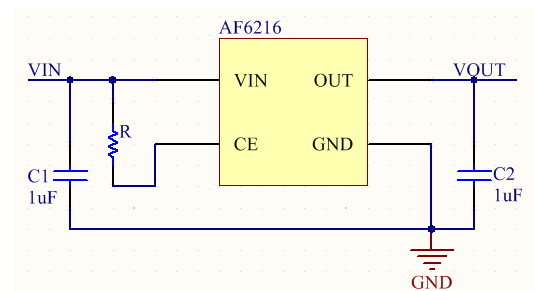 AF6216
VIN
VIN
OUT
VOUT
R
CE
GND
C1
1uF
C2
1uF
GND